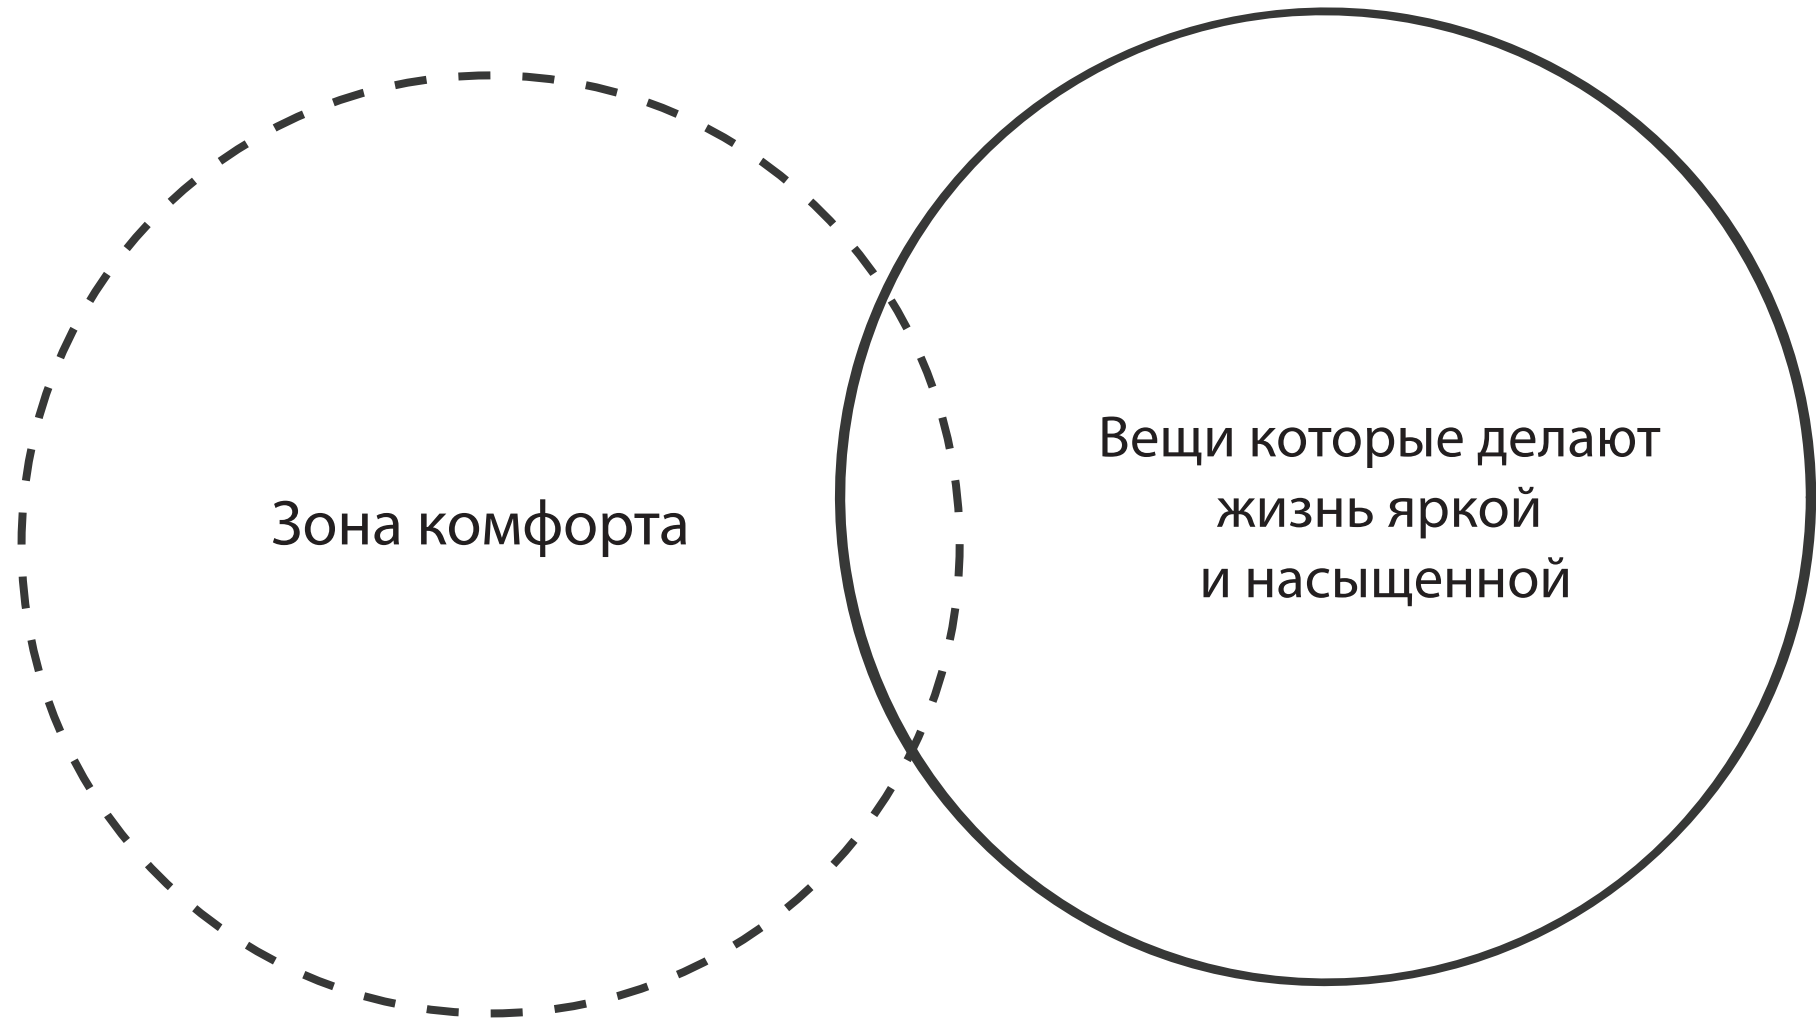 Зона комфорта
Вещи которые делают
жизнь яркой
и насыщенной